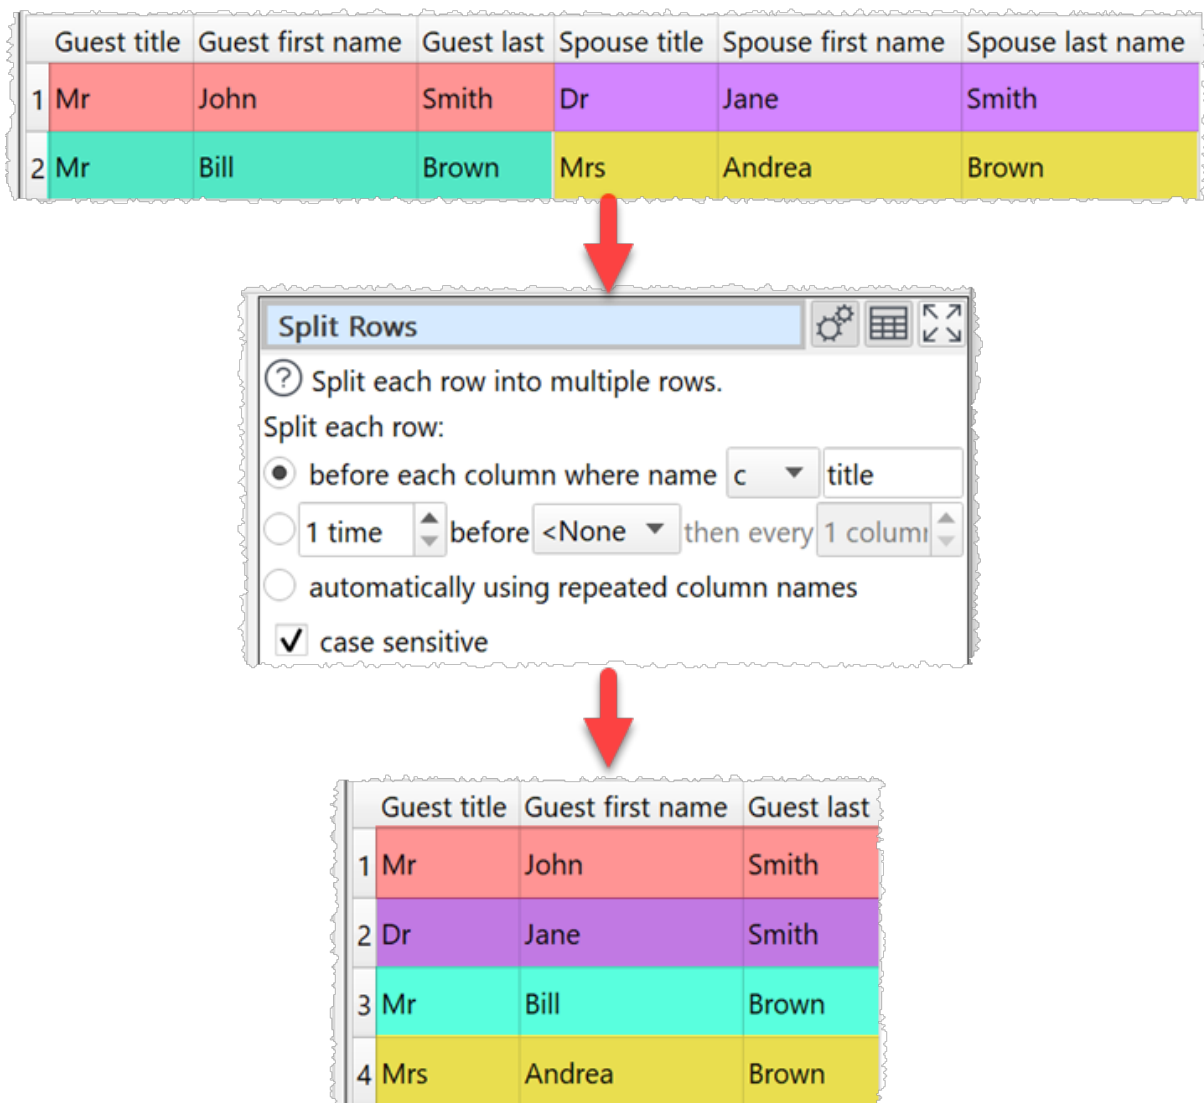 Guest title Guest first name Guest last Spouse title Spouse first name Spouse last name
1 Mr John Smith Dr Jane Smith
2 Mr Bill Brown Mrs Andrea Brown
Split Rows
? Split each row into multiple rows.
Split each row:
before each column where name c title
1 time before <None then every 1 colum
automatically using repeated column names
case sensitive
Guest title Guest first name Guest last
1 Mr John Smith
2 Dr Jane Smith
3 Mr Bill Brown
4 Mrs Andrea Brown